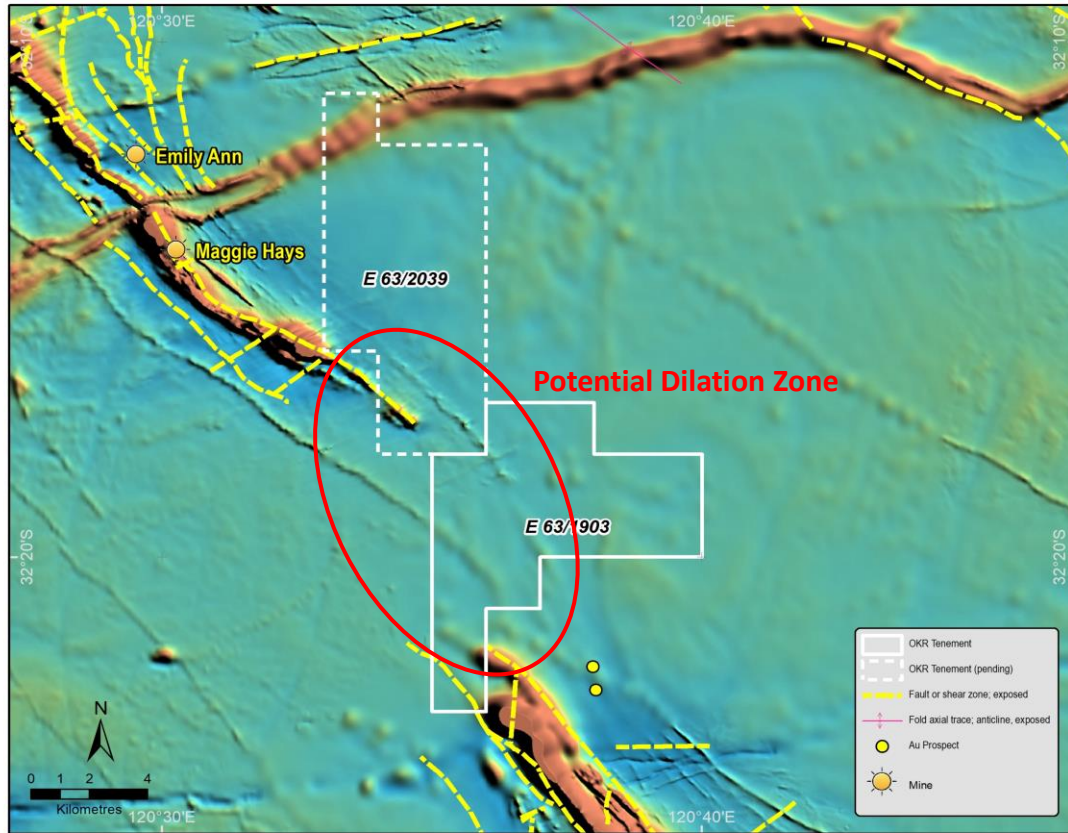 120°30'E
120°40'E
32°10'S
32°10'S
Emily Ann
Maggie Hays
E 63/2039
Potential Dilation Zone
E 63/1903
32°20'S
32°20'S
N
0 1 2 4
Kilometres
120°30'E
120°40'E
OKR Tenement
OKR Tenement (pending)
Fault or shear zone; exposed
Fold axial trace; anticline, exposed
Au Prospect
Mine